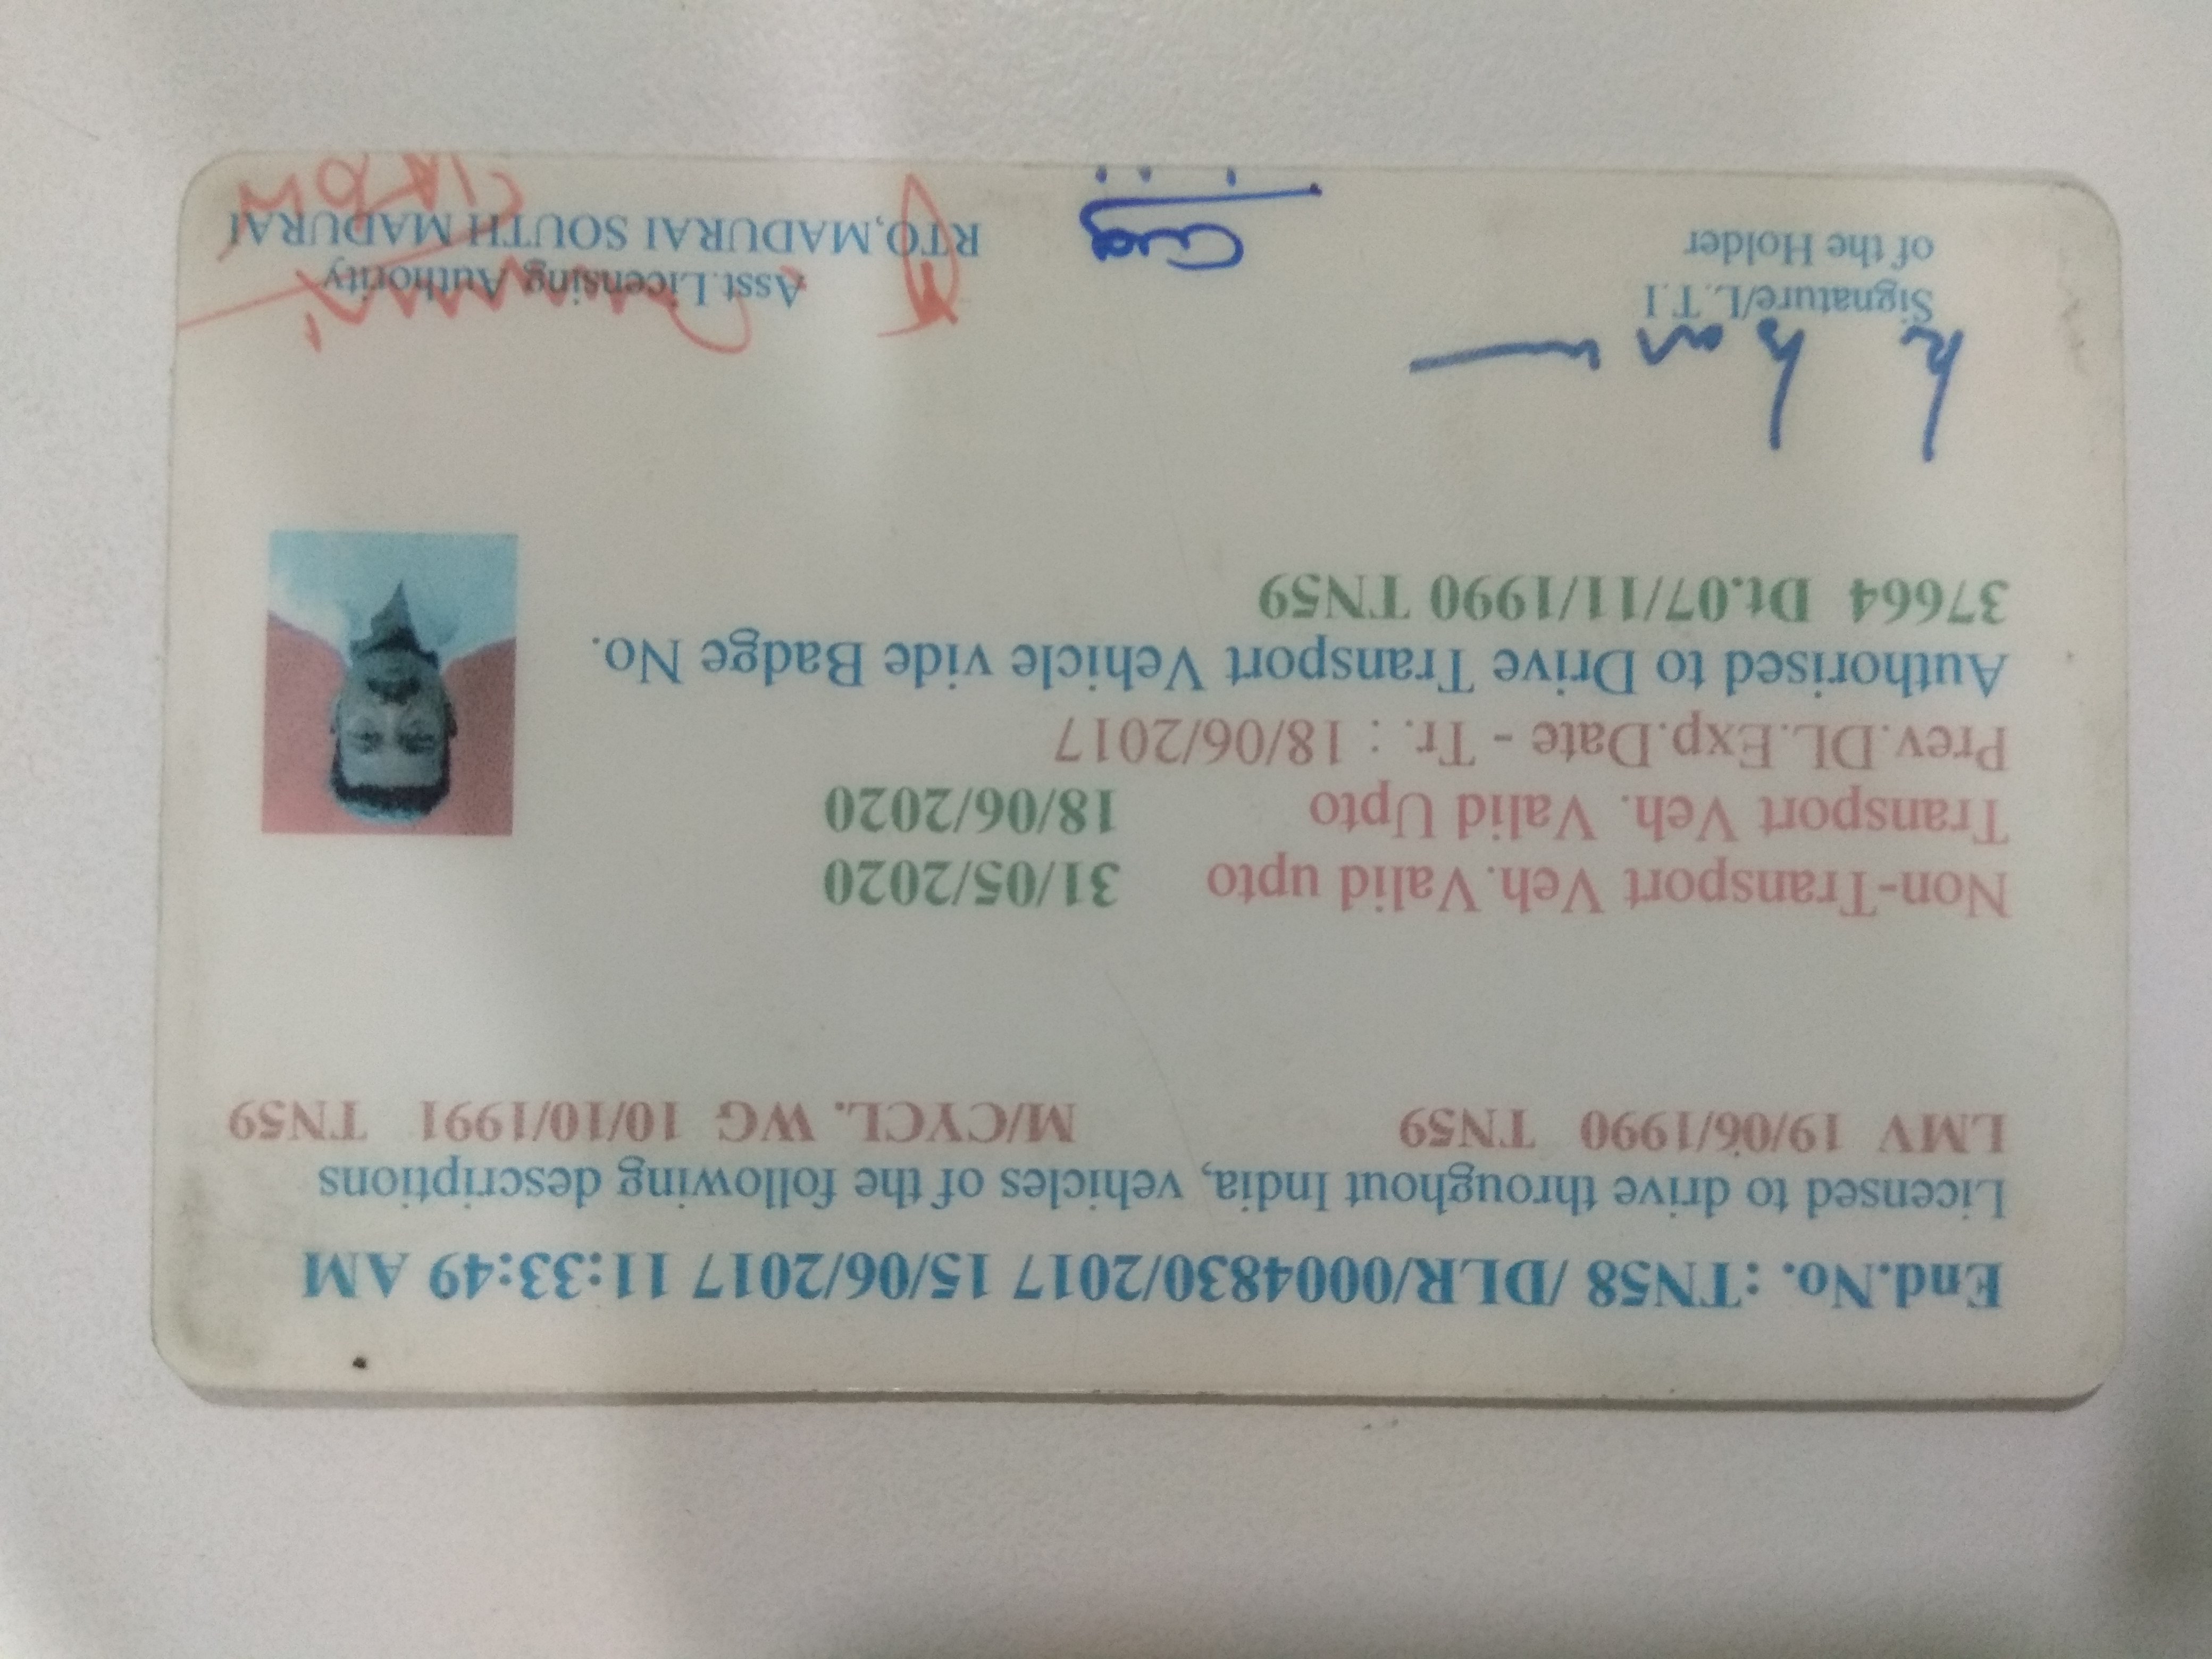 End.No. :TN58 /DLR/0004830/2017 15/06/2017 11:33:49 AM
Licensed to drive throughout India, vehicles of the following descriptions
LMV 19/06/1990 TN59 M/CYCL. WG 10/10/1991 TN59
Non-Transport Veh.Valid upto 31/05/2020
Transport Veh. Valid Upto 18/06/2020
Prev.DL.Exp.Date - Tr. : 18/06/2017
Authorised to Drive Transport Vehicle vide Badge No.
37664 Dt.07/11/1990 TN59
Signature/L.T.I
of the Holder
Asst.Licensing Authority
RTO,MADURAI SOUTH MADURAI